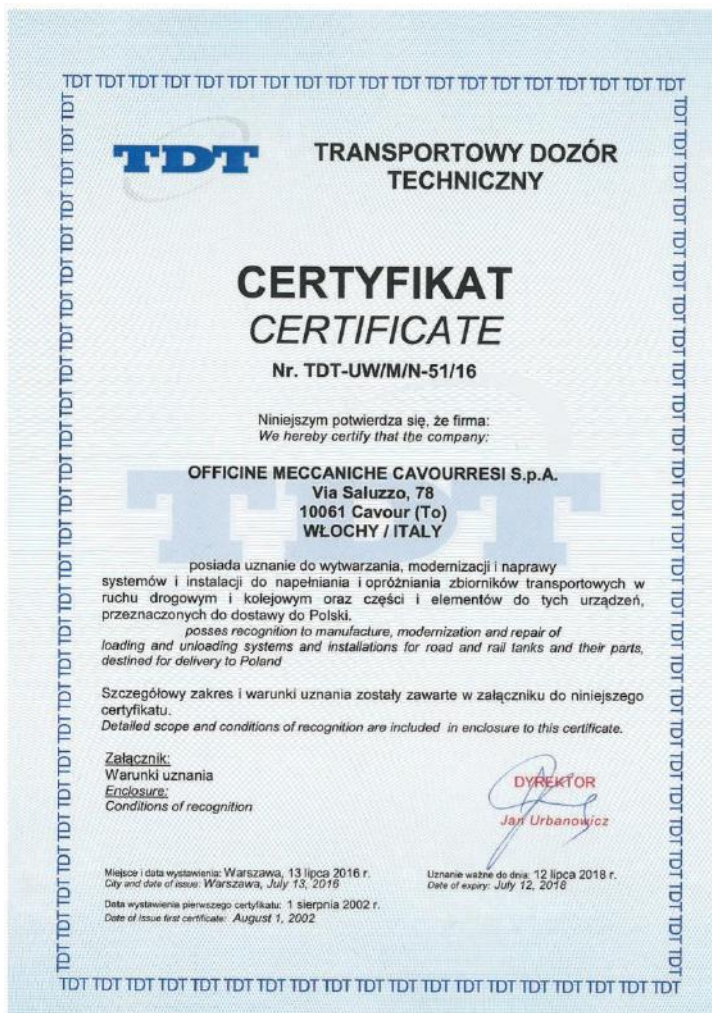 TDT TDT TDT TDT TDT TDT TDT TDT TDT TDT TDT TDT TDT TDT TDT TDT TDT TDT TDT
TDT
TRANSPORTOWY DOZÓR
TECHNICZNY
CERTYFIKAT
CERTIFICATE
Nr. TDT-UW/M/N-51/16
Niniejszym potwierdza się, że firma:
We hereby certify that the company:
TDT
OFFICINE MECCANICHE CAVOURRESI S.p.A.
Via Saluzzo, 78
10061 Cavour (To)
WŁOCHY / ITALY
posiada uznanie do wytwarzania, modernizacji i naprawy
systemów i instalacji do napełniania i opróżniania zbiorników transportowych w
ruchu drogowym i kolejowym oraz części i elementów do tych urządzeń,
przeznaczonych do dostawy do Polski.
posses recognition to manufacture, modernization and repair of
loading and unloading systems and installations for road and rail tanks and their parts,
destined for delivery to Poland
Szczegółowy zakres i warunki uznania zostały zawarte w załączniku do niniejszego
certyfikatu.
Detailed scope and conditions of recognition are included in enclosure to this certificate.
Załącznik:
Warunki uznania
Enclosure:
Conditions of recognition
DYREKTOR
Jan Urbanowicz
Miejsce i data wystawienia: Warszawa, 13 lipca 2016 r.
City and date of issue: Warszawa, July 13, 2016
Uznanie ważne do dnia: 12 lipca 2018 r.
Date of expiry: July 12, 2018
Data wystawienia pierwszego certyfikatu: 1 sierpnia 2002 r.
Date of issue first certificate: August 1, 2002
TDT TDT TDT TDT TDT TDT TDT TDT TDT TDT TDT TDT TDT TDT TDT TDT TDT TDT TDT